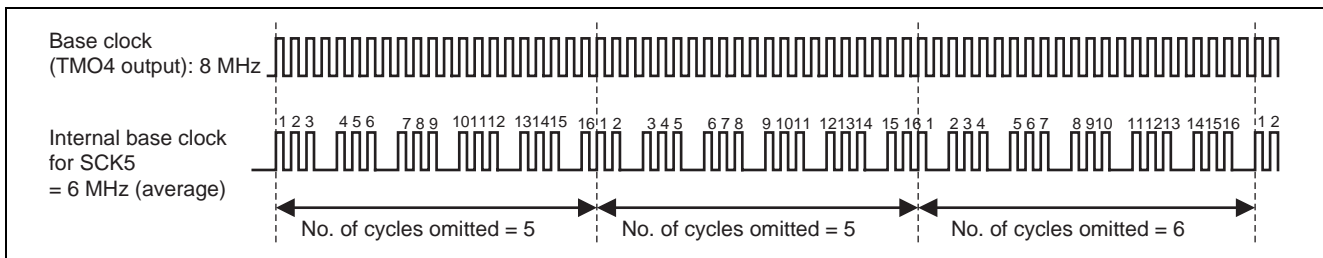 Base clock
(TMO4 output): 8 MHz
1 2 3 4 5 6 7 8 9 10 11 12 13 14 15 16 1 2 3 4 5 6 7 8 9 10 11 12 13 14 15 16 1 2 3 4 5 6 7 8 9 10 11 12 13 14 15 16 1 2
Internal base clock
for SCK5
= 6 MHz (average)
No. of cycles omitted = 5 No. of cycles omitted = 5 No. of cycles omitted = 6